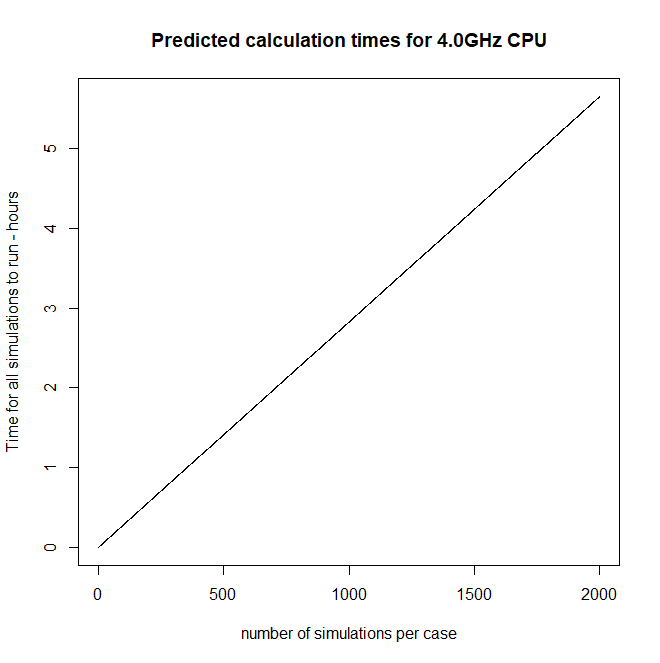 Predicted calculation times for 4.0GHz CPU
Time for all simulations to run - hours
5
4
3
2
1
0
0 500 1000 1500 2000
number of simulations per case